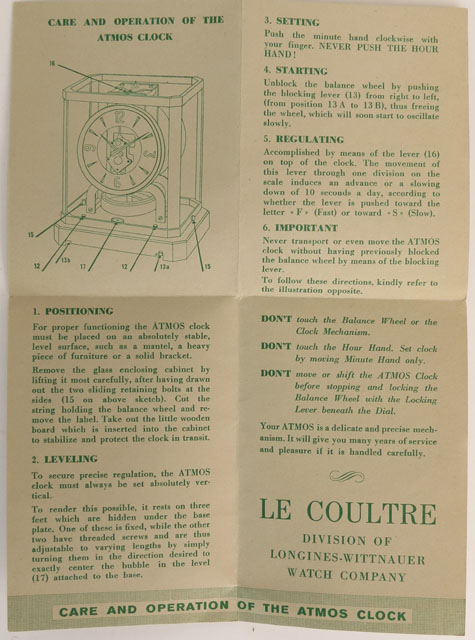 CARE AND OPERATION OF THE
ATMOS CLOCK
16
12
3
6
9
15
12
13b
17
12
13a
15
1. POSITIONING
For proper functioning the ATMOS clock
must be placed on an absolutely stable,
level surface, such as a mantel, a heavy
piece of furniture or a solid bracket.
Remove the glass enclosing cabinet by
lifting it most carefully, after having drawn
out the two sliding retaining bolts at the
sides (15 on above sketch). Cut the
string holding the balance wheel and re-
move the label. Take out the little wooden
board which is inserted into the cabinet
to stabilize and protect the clock in transit.
2. LEVELING
To secure precise regulation, the ATMOS
clock must always be set absolutely ver-
tical.
To render this possible, it rests on three
feet which are hidden under the base
plate. One of these is fixed, while the other
two have threaded screws and are thus
adjustable to varying lengths by simply
turning them in the direction desired to
exactly center the bubble in the level
(17) attached to the base.
3. SETTING
Push the minute hand clockwise with
your finger. NEVER PUSH THE HOUR
HAND!
4. STARTING
Unblock the balance wheel by pushing
the blocking lever (13) from right to left,
(from position 13 A to 13 B), thus freeing
the wheel, which will soon start to oscillate
slowly.
5. REGULATING
Accomplished by means of the lever (16)
on top of the clock. The movement of
this lever through one division on the
scale induces an advance or a slowing
down of 10 seconds a day, according to
whether the lever is pushed toward the
letter « F » (Fast) or toward « S » (Slow).
6. IMPORTANT
Never transport or even move the ATMOS
clock without having previously blocked
the balance wheel by means of the blocking
lever.
To follow these directions, kindly refer to
the illustration opposite.
DON'T touch the Balance Wheel or the
Clock Mechanism.
DON'T touch the Hour Hand. Set clock
by moving Minute Hand only.
DON'T move or shift the ATMOS Clock
before stopping and locking the
Balance Wheel with the Locking
Lever beneath the Dial.
Your ATMOS is a delicate and precise mech-
anism. It will give you many years of service
and pleasure if it is handled carefully.
LE COULTRE
DIVISION OF
LONGINES-WITTNAUER
WATCH COMPANY
CARE AND OPERATION OF THE ATMOS CLOCK